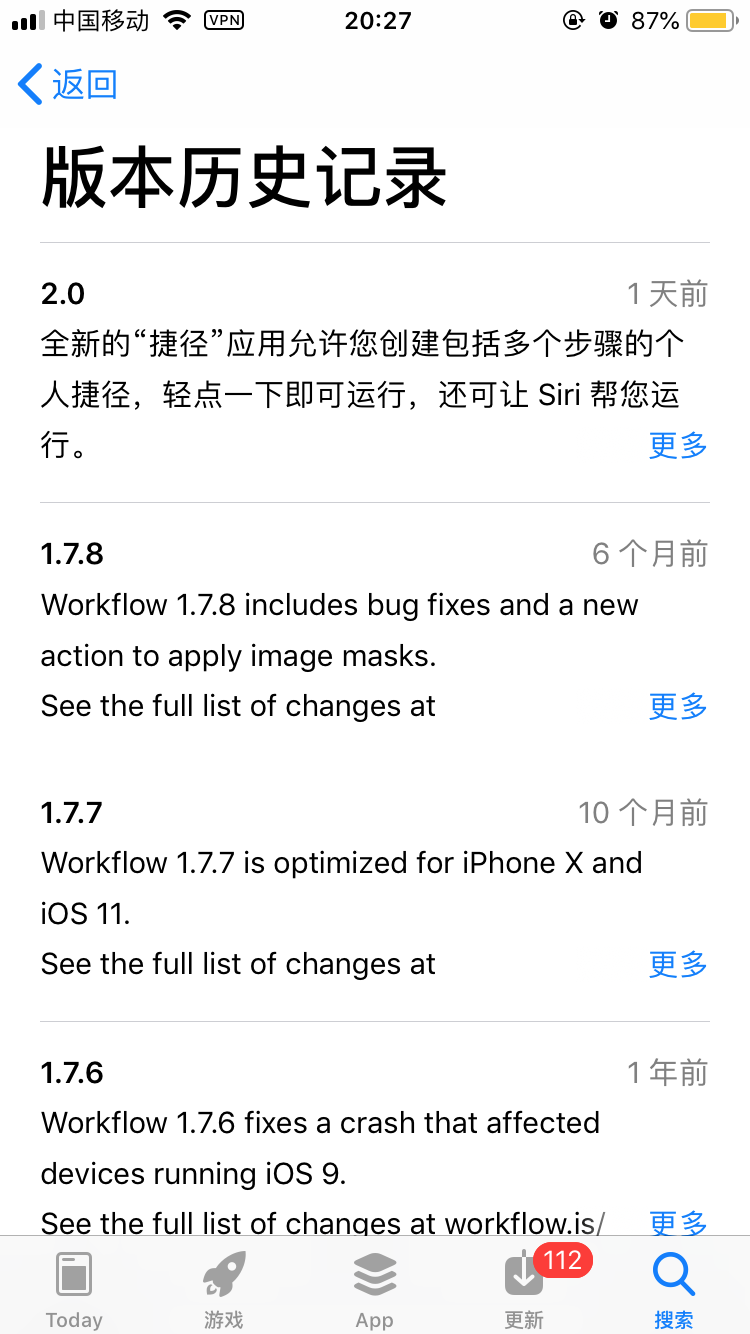 中国移动 VPN 20:27 87%
返回
版本历史记录
2.0 1 天前
全新的“捷径”应用允许您创建包括多个步骤的个
人捷径，轻点一下即可运行，还可让 Siri 帮您运
行。 更多
1.7.8 6 个月前
Workflow 1.7.8 includes bug fixes and a new
action to apply image masks.
See the full list of changes at 更多
1.7.7 10 个月前
Workflow 1.7.7 is optimized for iPhone X and
iOS 11.
See the full list of changes at 更多
1.7.6 1 年前
Workflow 1.7.6 fixes a crash that affected
devices running iOS 9.
See the full list of changes at workflow.is/ 更多
112
Today 游戏 App 更新 搜索